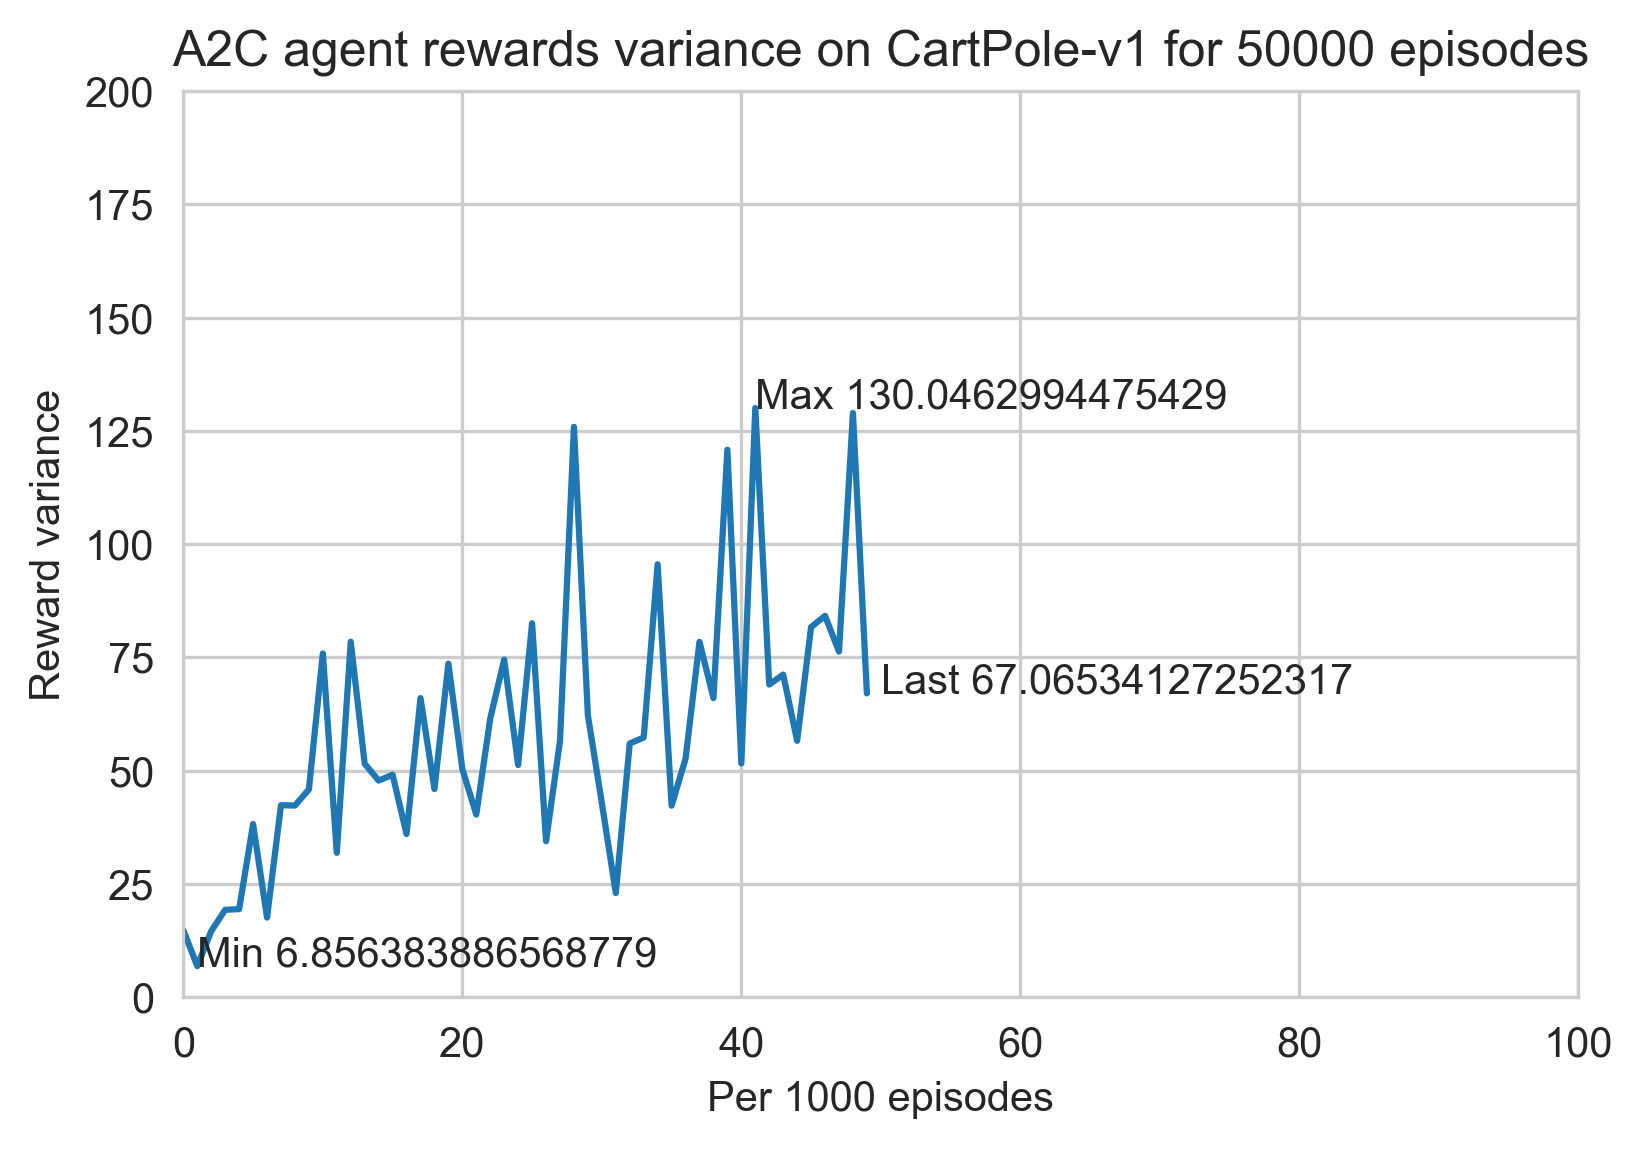 A2C agent rewards variance on CartPole-v1 for 50000 episodes
200
175
150
125
100
75
50
25
0
Reward variance
Max 130.0462994475429
Last 67.06534127252317
Min 6.856383886568779
0 20 40 60 80 100
Per 1000 episodes